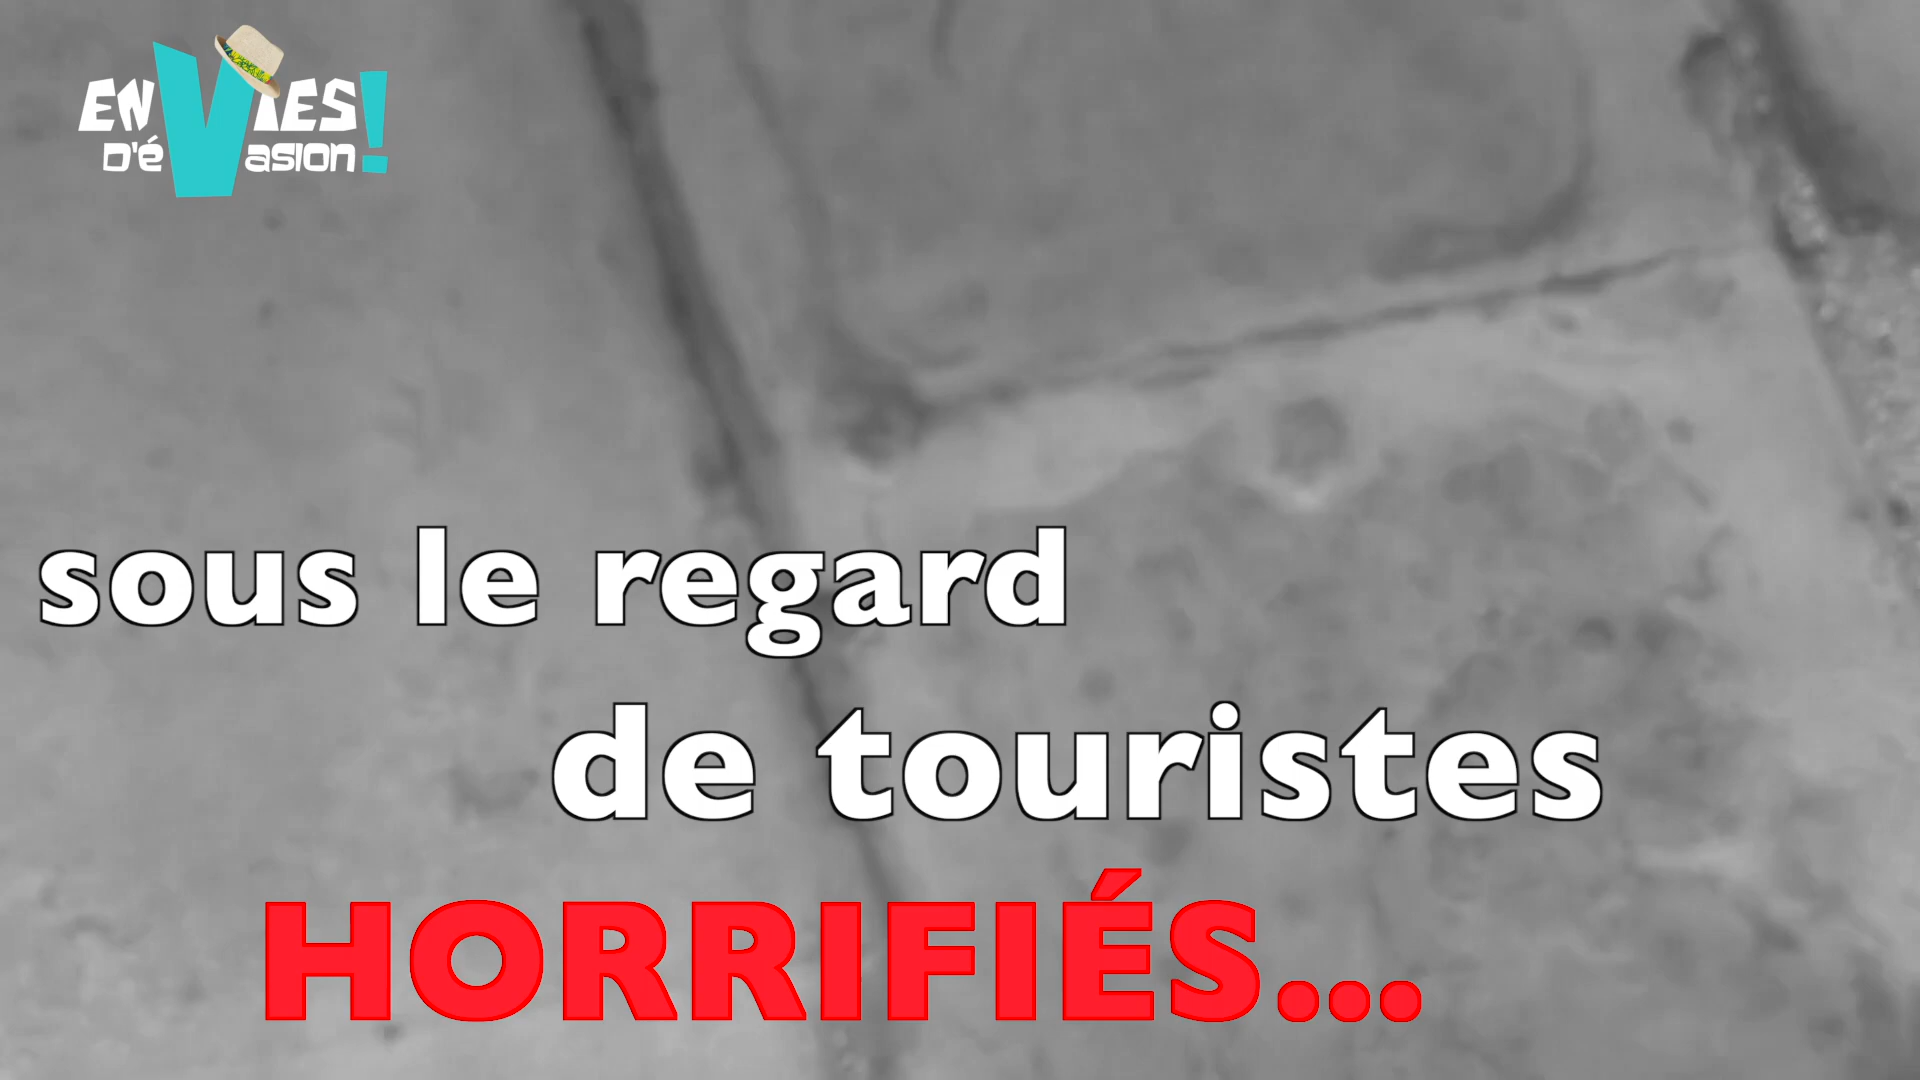 ENVIES!
D'éVasion
sous le regard
de touristes
HORRIFIÉS...